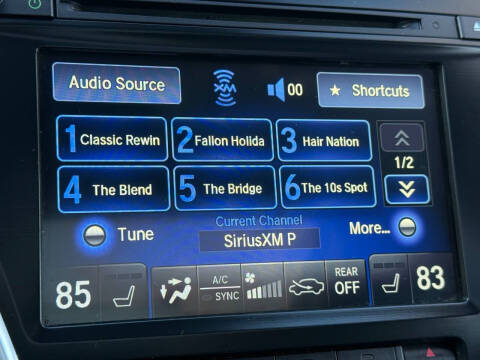 Audio Source
XM
00
★ Shortcuts
1 Classic Rewin
2 Fallon Holida
3 Hair Nation
4 The Blend
5 The Bridge
6 The 10s Spot
1/2
Tune
Current Channel
SiriusXM P
More...
85
A/C
SYNC
REAR
OFF
83